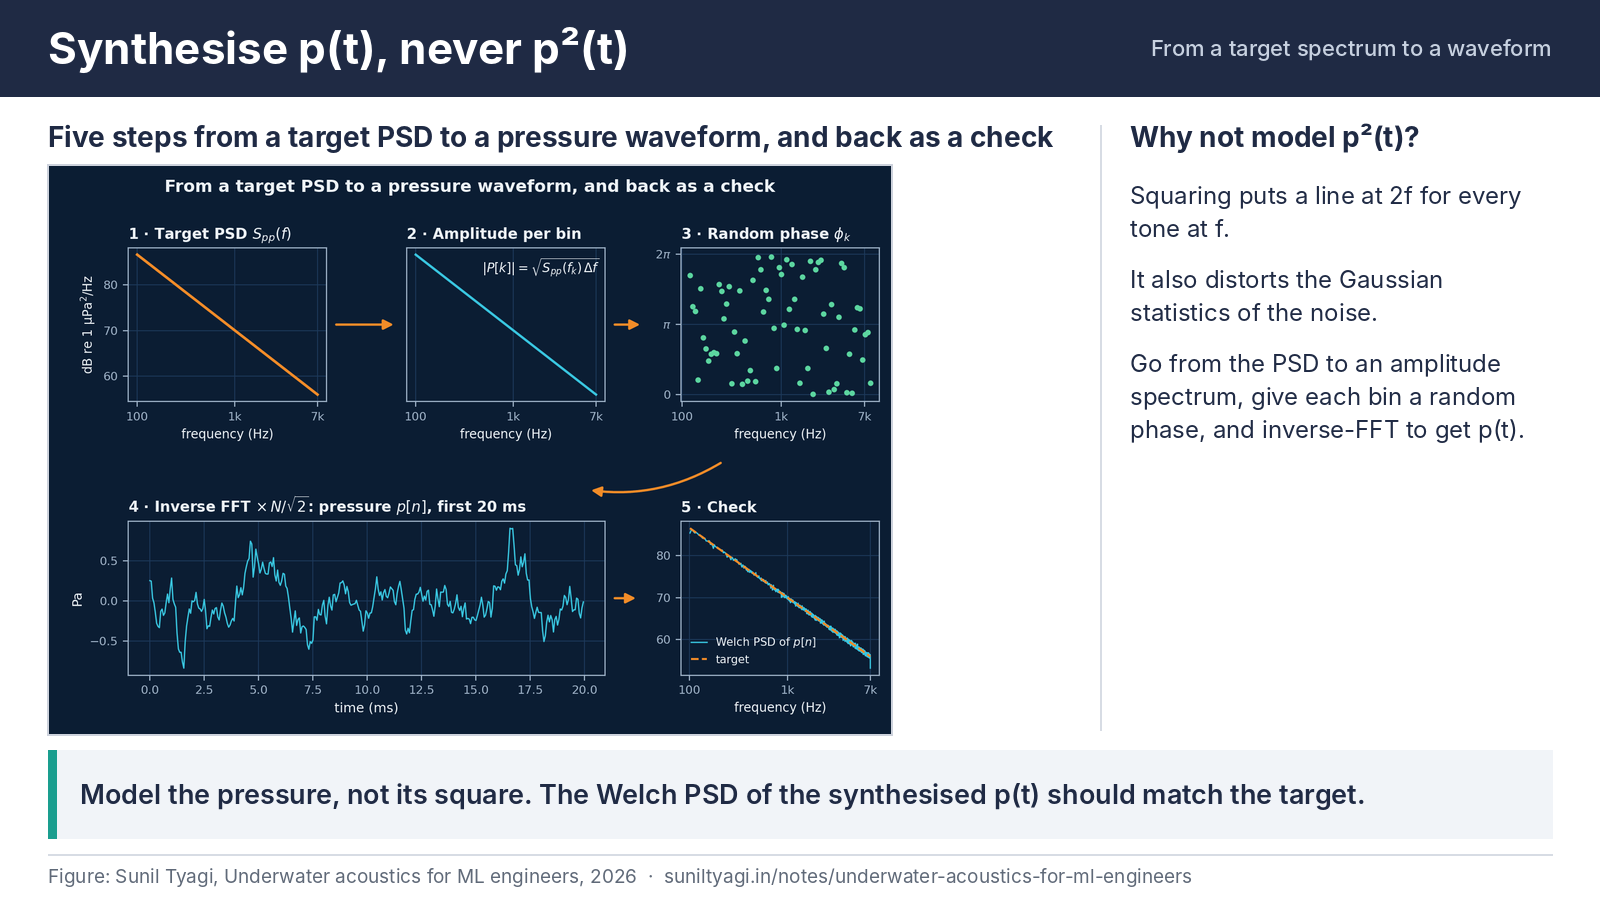 Synthesise p(t), never p²(t)
From a target spectrum to a waveform
Five steps from a target PSD to a pressure waveform, and back as a check
From a target PSD to a pressure waveform, and back as a check
1 · Target PSD S_pp(f)
dB re 1 µPa²/Hz
80
70
60
100 1k 7k
frequency (Hz)
2 · Amplitude per bin
|P[k]| = √S_pp(f_k) Δf
100 1k 7k
frequency (Hz)
3 · Random phase ϕ_k
2π
π
0
100 1k 7k
frequency (Hz)
4 · Inverse FFT × N/√2: pressure p[n], first 20 ms
Pa
0.5
0.0
−0.5
0.0 2.5 5.0 7.5 10.0 12.5 15.0 17.5 20.0
time (ms)
5 · Check
80
70
60
Welch PSD of p[n]
target
100 1k 7k
frequency (Hz)
Why not model p²(t)?
Squaring puts a line at 2f for every
tone at f.
It also distorts the Gaussian
statistics of the noise.
Go from the PSD to an amplitude
spectrum, give each bin a random
phase, and inverse-FFT to get p(t).
Model the pressure, not its square. The Welch PSD of the synthesised p(t) should match the target.
Figure: Sunil Tyagi, Underwater acoustics for ML engineers, 2026 · suniltyagi.in/notes/underwater-acoustics-for-ml-engineers